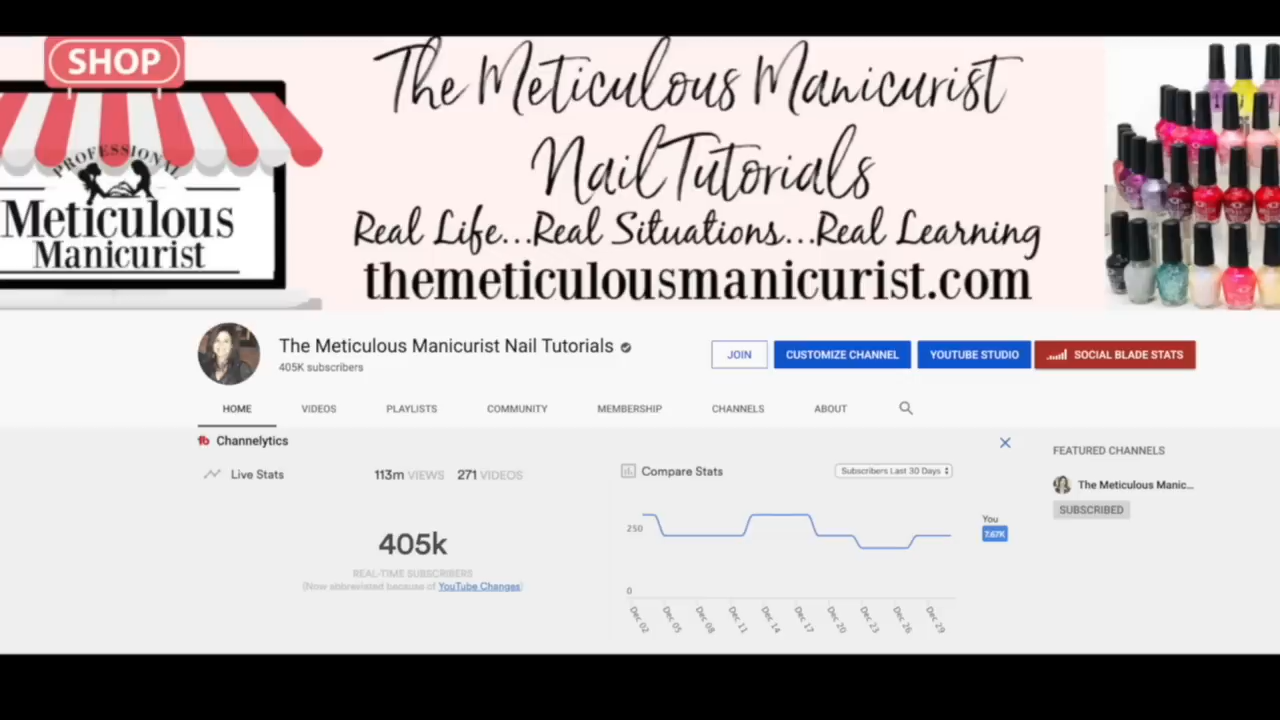 SHOP
PROFESSIONAL
Meticulous
Manicurist
The Meticulous Manicurist
Nail Tutorials
Real Life...Real Situations...Real Learning
themeticulousmanicurist.com
The Meticulous Manicurist Nail Tutorials
405K subscribers
JOIN
CUSTOMIZE CHANNEL
YOUTUBE STUDIO
SOCIAL BLADE STATS
HOME
VIDEOS
PLAYLISTS
COMMUNITY
MEMBERSHIP
CHANNELS
ABOUT
tb Channelytics
Live Stats
113m VIEWS 271 VIDEOS
405k
REAL-TIME SUBSCRIBERS
(Now abbreviated because of YouTube Changes)
Compare Stats
Subscribers Last 30 Days
250
0
Dec 02
Dec 05
Dec 08
Dec 11
Dec 14
Dec 17
Dec 20
Dec 23
Dec 26
Dec 29
You
7.67K
FEATURED CHANNELS
The Meticulous Manic...
SUBSCRIBED